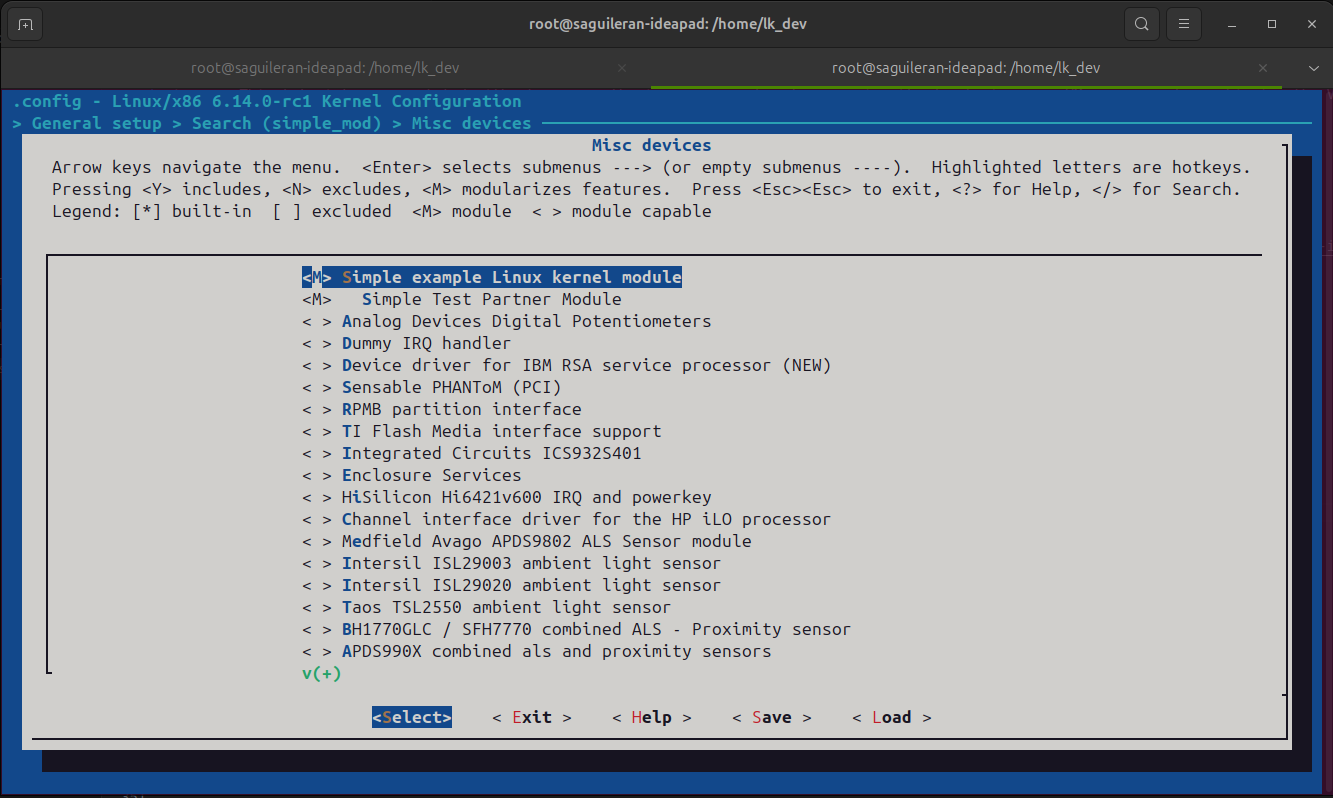 root@saguileran-ideapad: /home/lk_dev
root@saguileran-ideapad: /home/lk_dev × root@saguileran-ideapad: /home/lk_dev ×
.config - Linux/x86 6.14.0-rc1 Kernel Configuration
> General setup > Search (simple_mod) > Misc devices
Misc devices
Arrow keys navigate the menu.  <Enter> selects submenus ---> (or empty submenus ----).  Highlighted letters are hotkeys.
Pressing <Y> includes, <N> excludes, <M> modularizes features.  Press <Esc><Esc> to exit, <?> for Help, </> for Search.
Legend: [*] built-in  [ ] excluded  <M> module  < > module capable
<M> Simple example Linux kernel module
<M>   Simple Test Partner Module
< > Analog Devices Digital Potentiometers
< > Dummy IRQ handler
< > Device driver for IBM RSA service processor (NEW)
< > Sensable PHANToM (PCI)
< > RPMB partition interface
< > TI Flash Media interface support
< > Integrated Circuits ICS932S401
< > Enclosure Services
< > HiSilicon Hi6421v600 IRQ and powerkey
< > Channel interface driver for the HP iLO processor
< > Medfield Avago APDS9802 ALS Sensor module
< > Intersil ISL29003 ambient light sensor
< > Intersil ISL29020 ambient light sensor
< > Taos TSL2550 ambient light sensor
< > BH1770GLC / SFH7770 combined ALS - Proximity sensor
< > APDS990X combined als and proximity sensors
v(+)
<Select>    < Exit >    < Help >    < Save >    < Load >